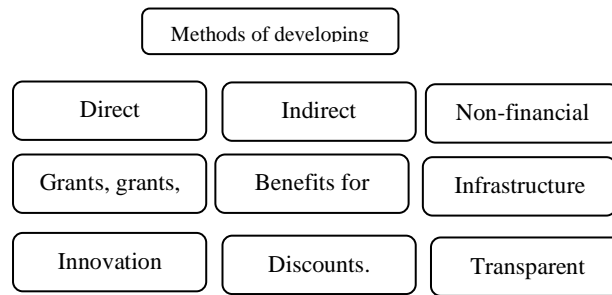 Methods of developing
Direct Indirect Non-financial
Grants, grants, Benefits for Infrastructure
Innovation Discounts. Transparent